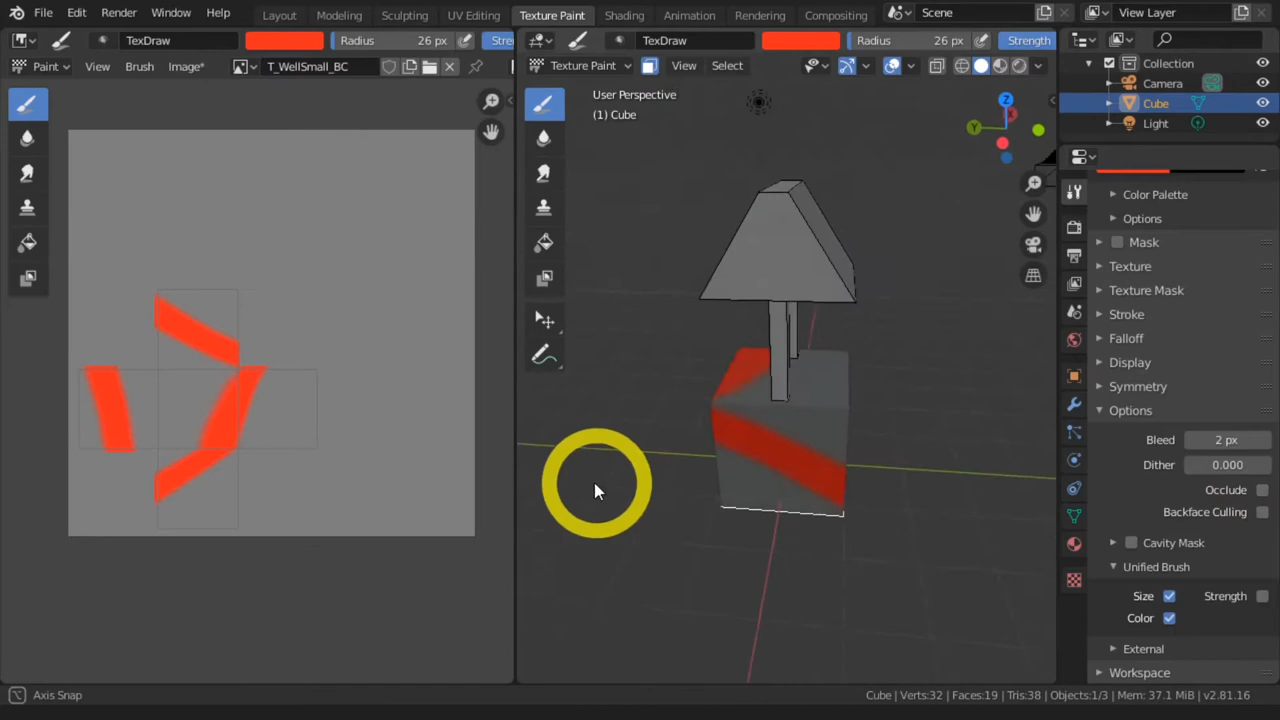 File Edit Render Window Help Layout Modeling Sculpting UV Editing Texture Paint Shading Animation Rendering Compositing Scene View Layer
TexDraw Radius 26 px
TexDraw Radius 26 px Strength
Paint View Brush Image* T_WellSmall_BC
Texture Paint View Select
User Perspective
(1) Cube
Z
Y
X
Collection
Camera
Cube
Light
Color Palette
Options
Mask
Texture
Texture Mask
Stroke
Falloff
Display
Symmetry
Options
Bleed 2 px
Dither 0.000
Occlude
Backface Culling
Cavity Mask
Unified Brush
Size Strength
Color
External
Workspace
Axis Snap
Cube | Verts:32 | Faces:19 | Tris:38 | Objects:1/3 | Mem: 37.1 MiB | v2.81.16